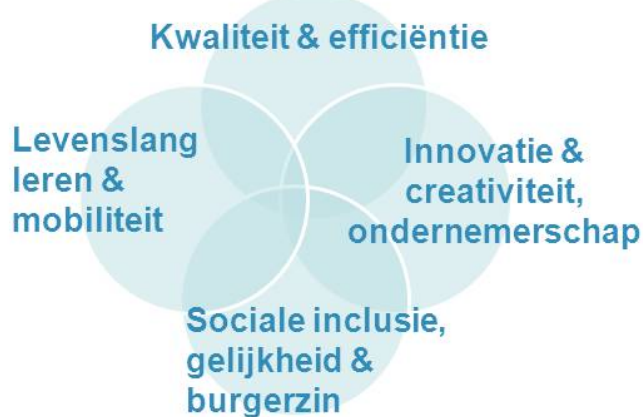 Kwaliteit & efficiëntie
Levenslang
leren &
mobiliteit
Innovatie &
creativiteit,
ondernemerschap
Sociale inclusie,
gelijkheid &
burgerzin